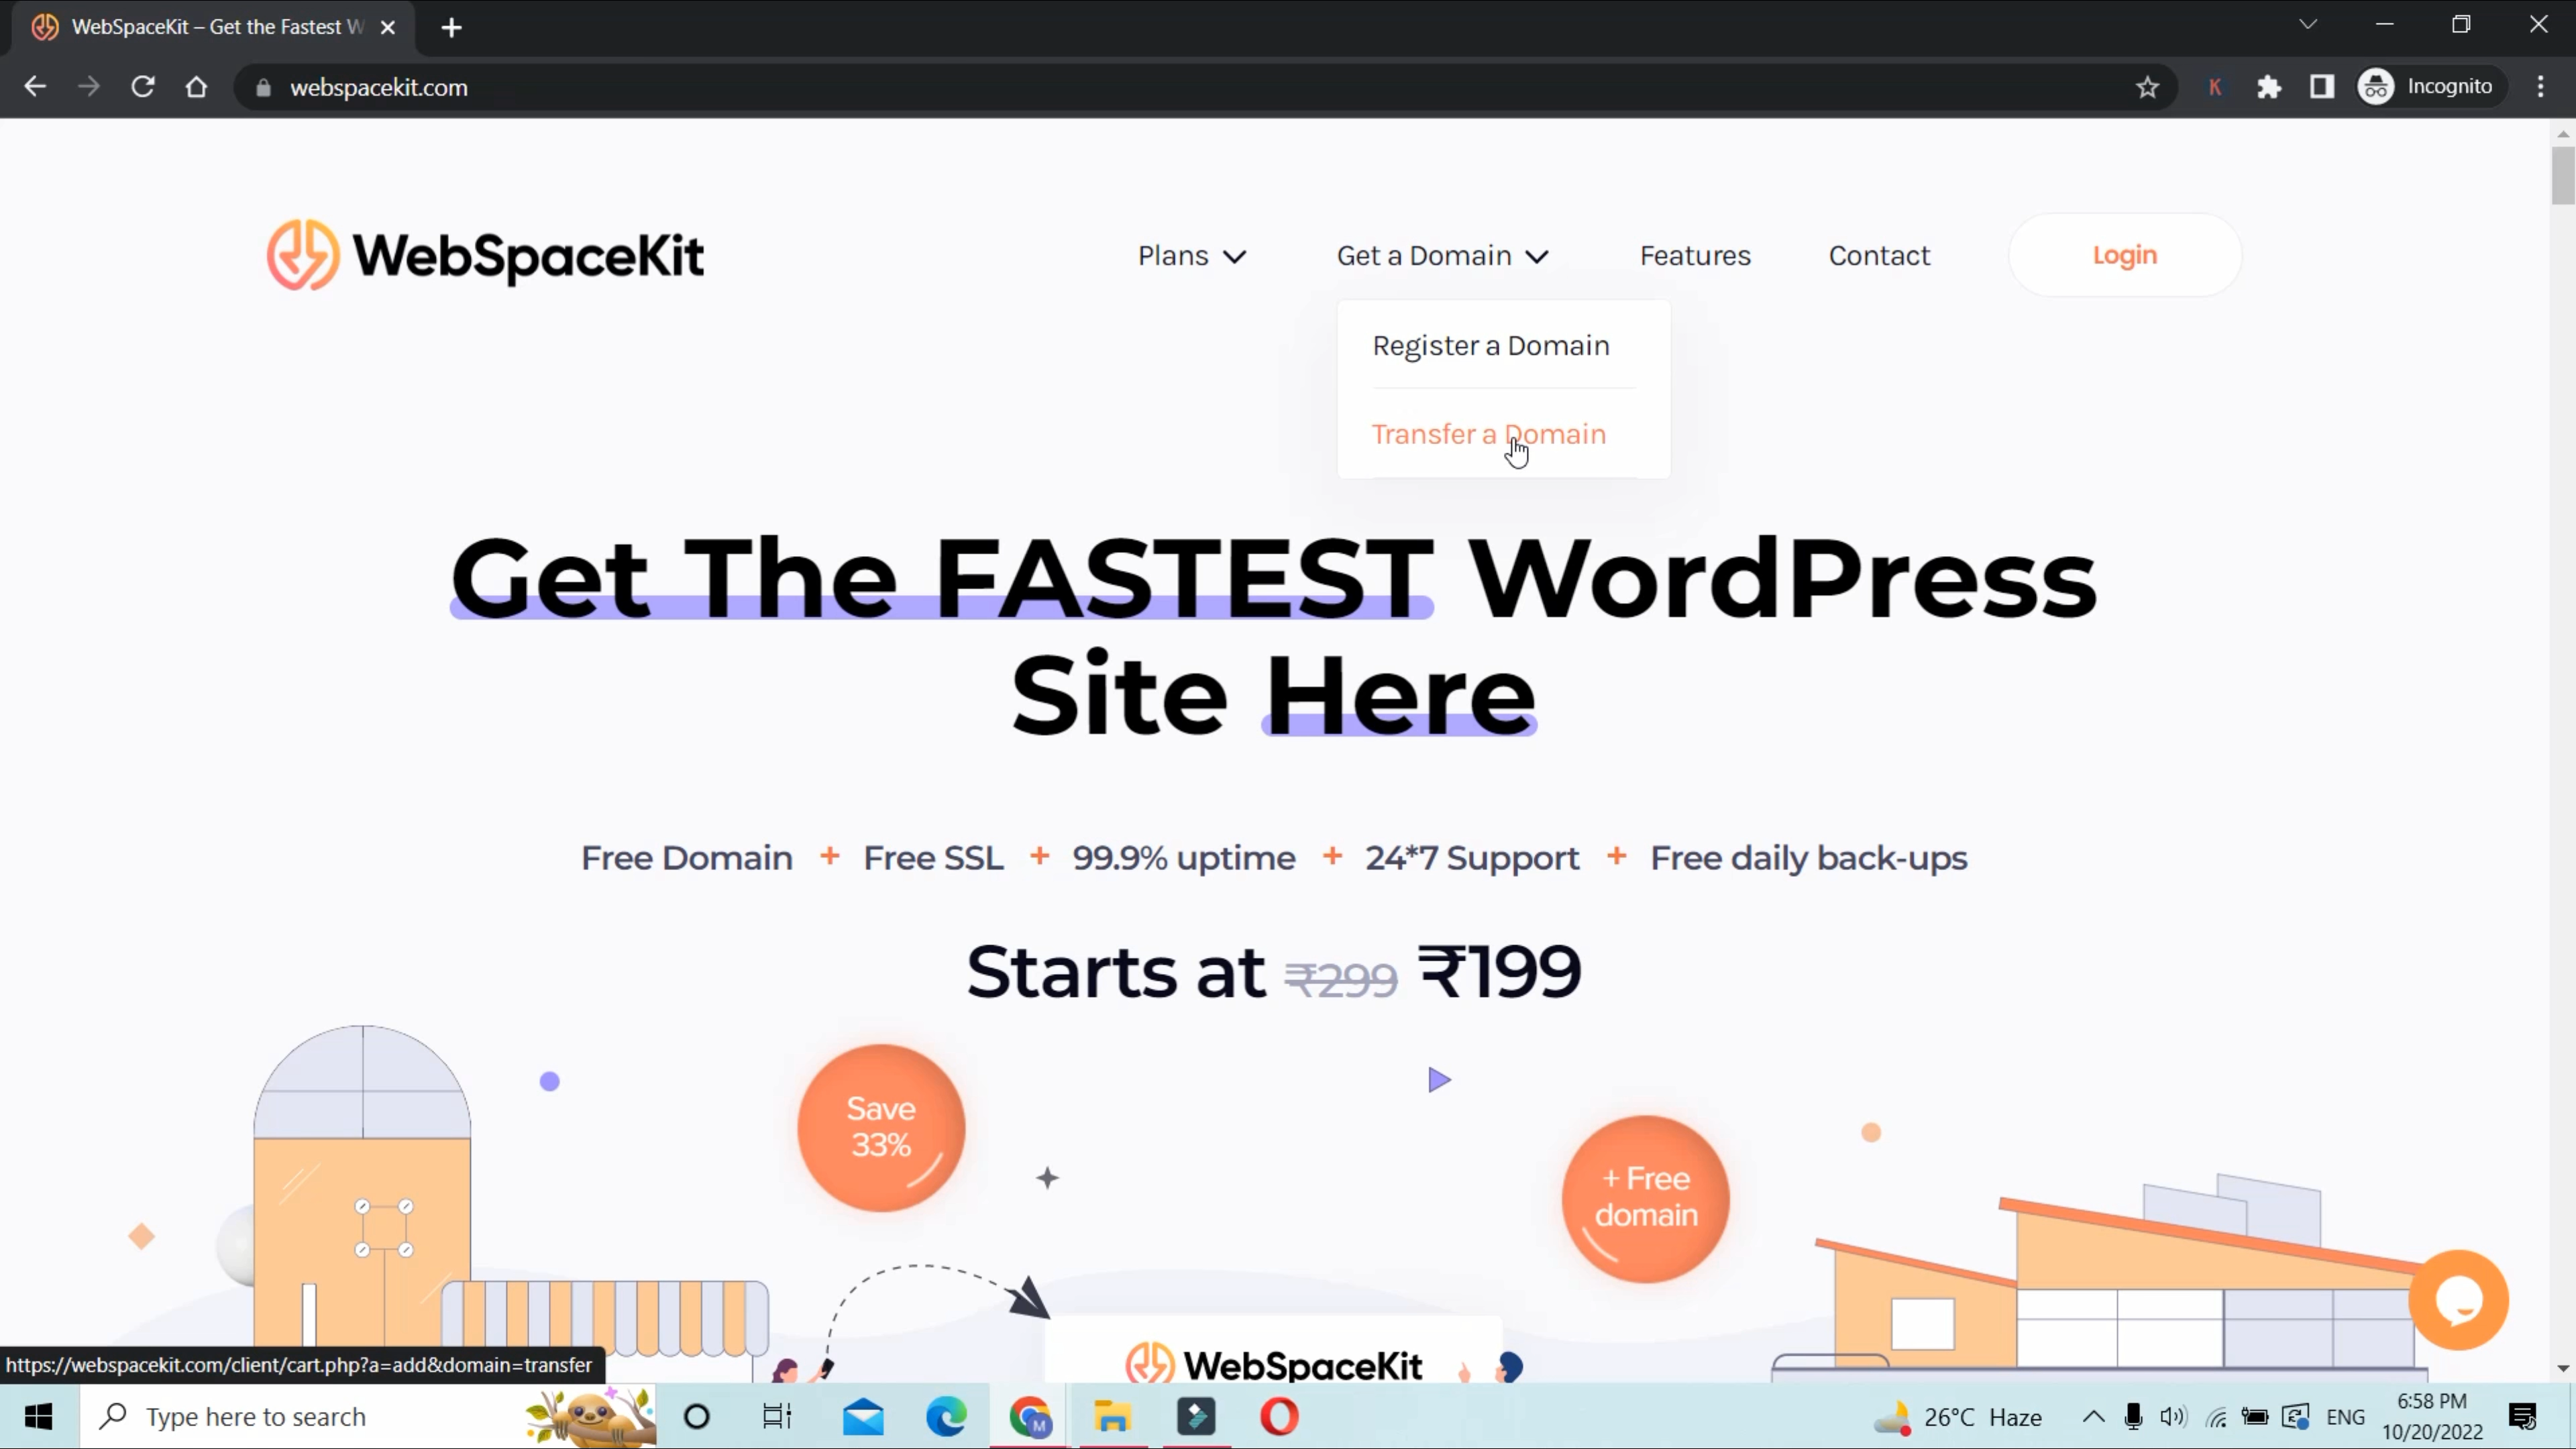 WebSpaceKit – Get the Fastest W
webspacekit.com
K
Incognito
WebSpaceKit
Plans
Get a Domain
Features
Contact
Login
Register a Domain
Transfer a Domain
Get The FASTEST WordPress
Site Here
Free Domain + Free SSL + 99.9% uptime + 24*7 Support + Free daily back-ups
Starts at ₹299 ₹199
Save
33%
+ Free
domain
WebSpaceKit
https://webspacekit.com/client/cart.php?a=add&domain=transfer
Type here to search
M
26°C Haze
ENG
6:58 PM
10/20/2022